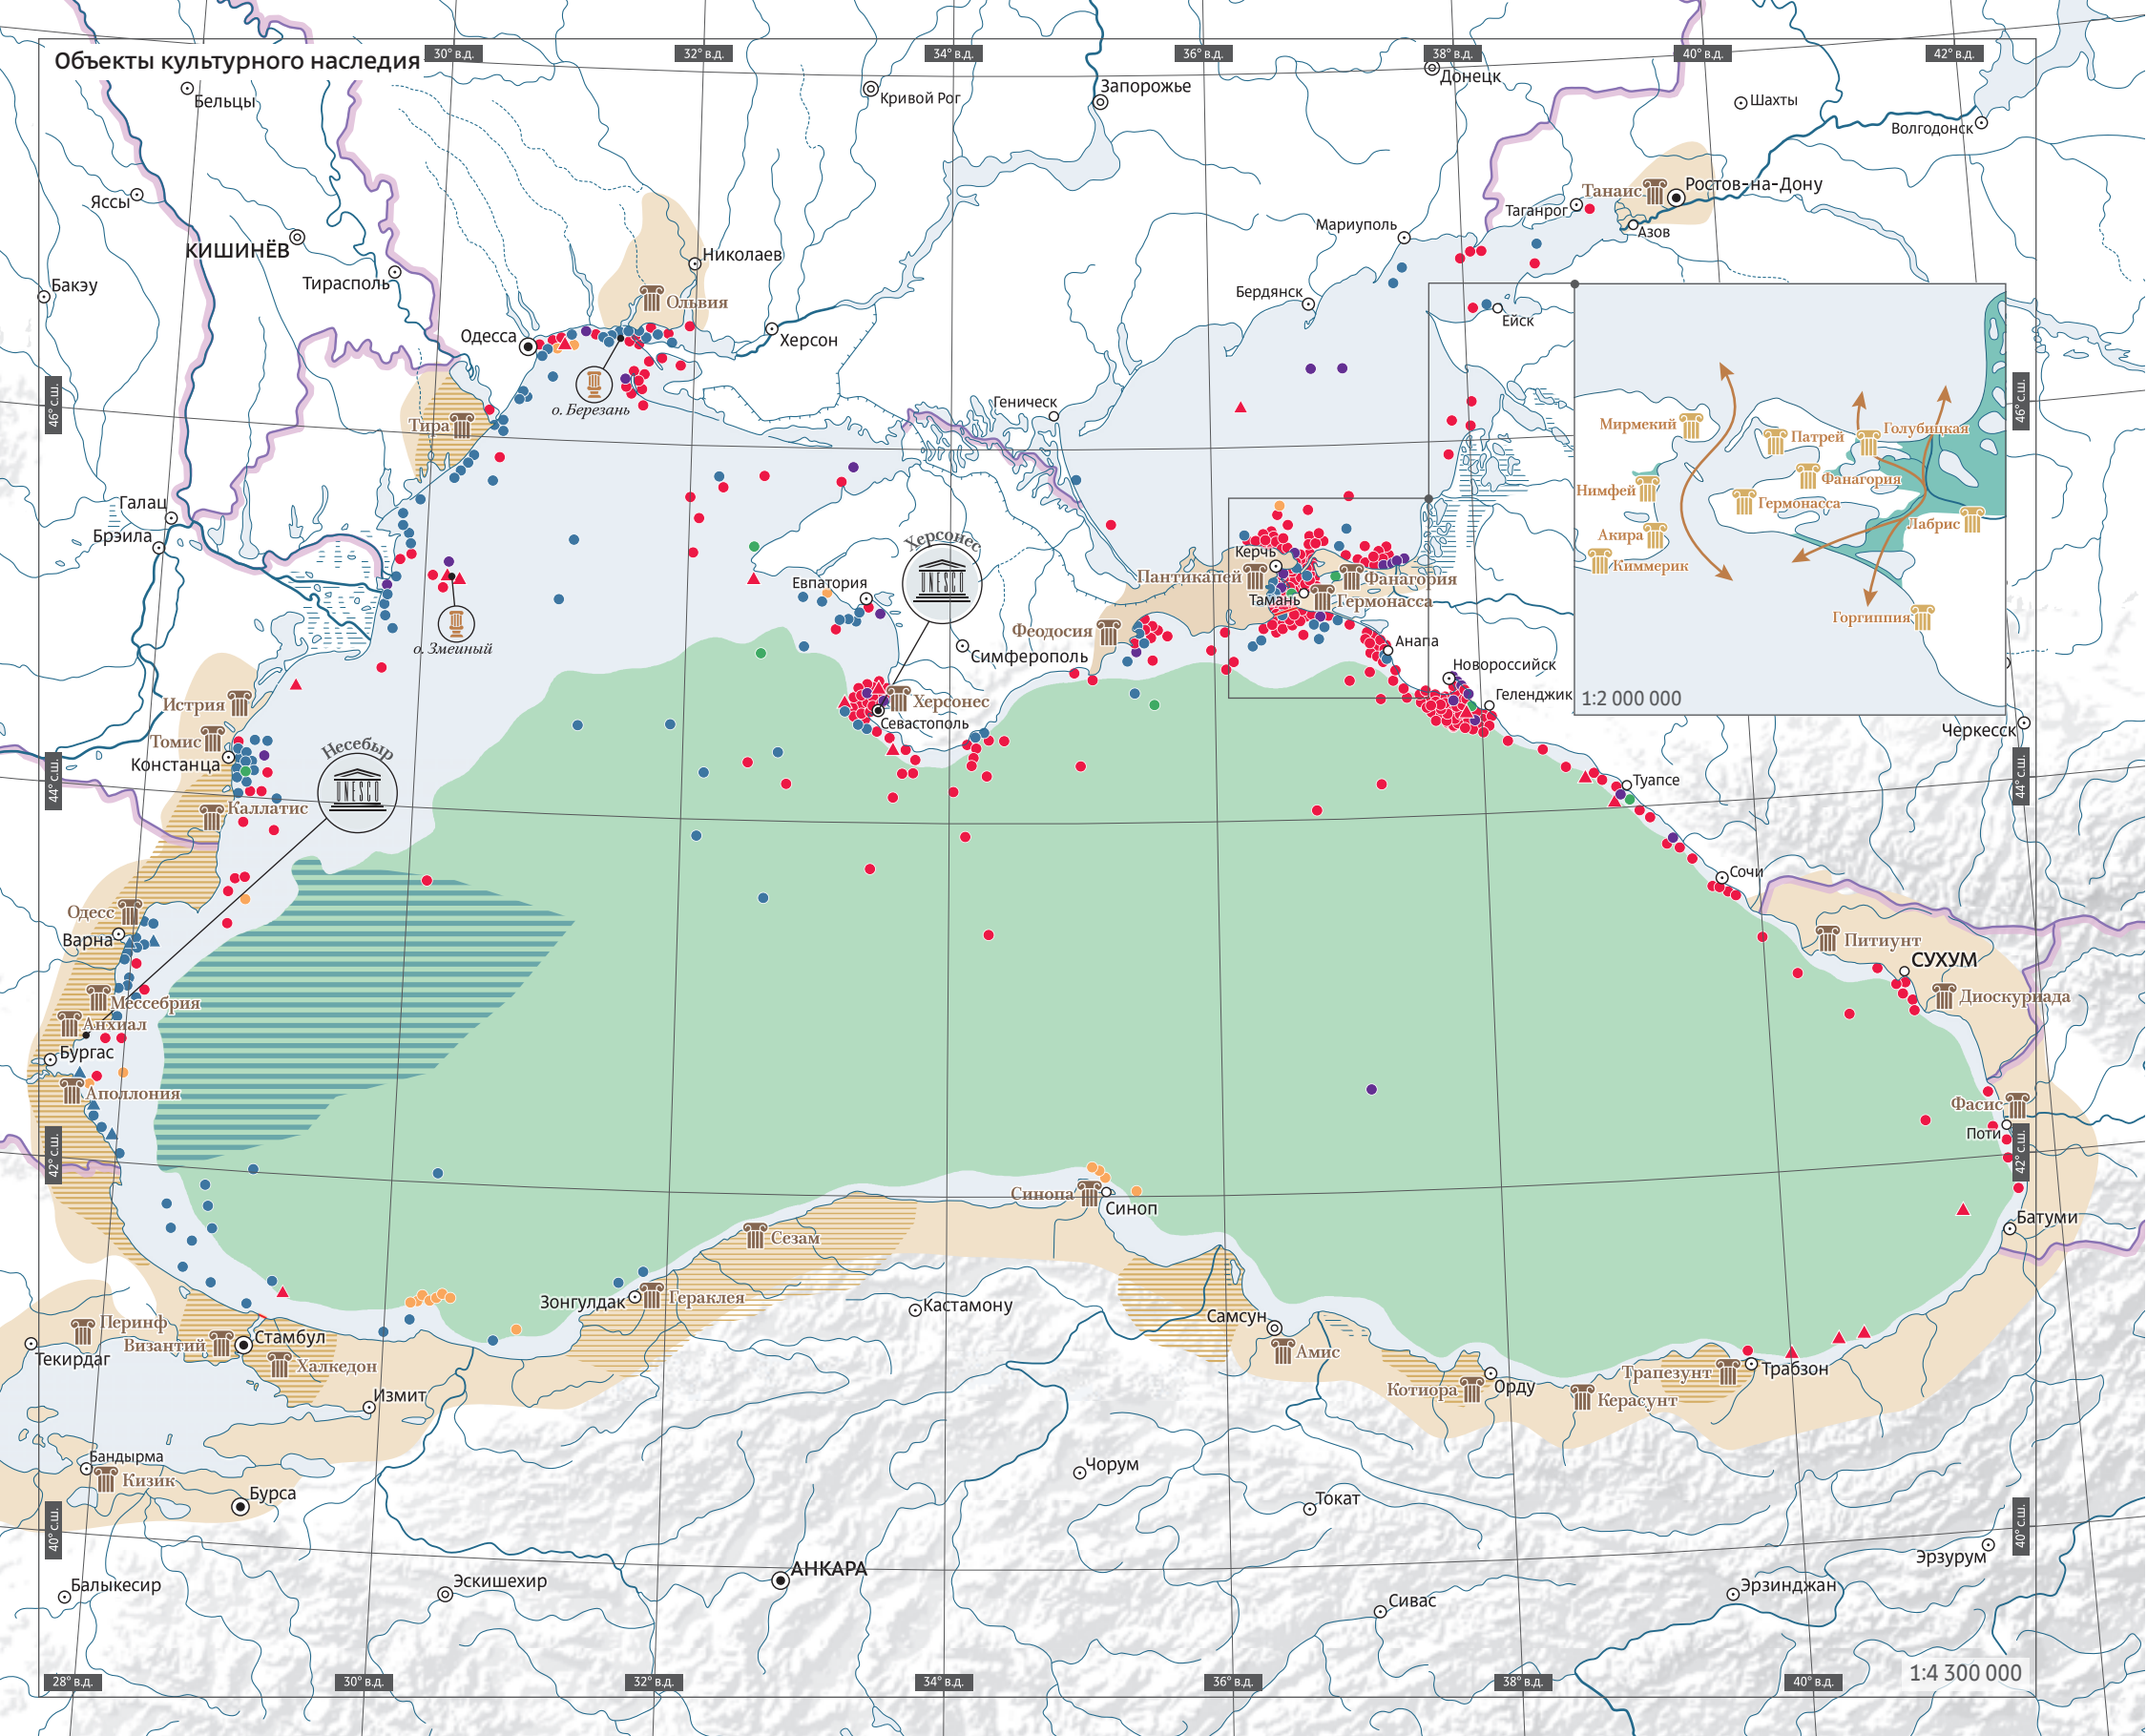 Объекты культурного наследия
30° в.д.
32° в.д.
34° в.д.
36° в.д.
38° в.д.
40° в.д.
42° в.д.
Бельцы
Кривой Рог
Запорожье
Донецк
Шахты
Волгодонск
Яссы
Танаис
Ростов-на-Дону
Таганрог
Азов
Мариуполь
КИШИНЁВ
Николаев
Тирасполь
Бакэу
Бердянск
Ольвия
Ейск
Одесса
Херсон
46° с.ш.
46° с.ш.
о. Березань
Геническ
Тира
Мирмекий
Патрей
Голубицкая
Фанагория
Нимфей
Гермонасса
Лабрис
Акира
Киммерик
Горгиппия
1:2 000 000
Галац
Брэила
Херсонес
UNESCO
Керчь
Евпатория
Пантикапей
Фанагория
Тамань
Гермонасса
Феодосия
о. Змеиный
Анапа
Симферополь
Новороссийск
Геленджик
Истрия
Херсонес
Севастополь
Черкесск
Томис
Несебыр
UNESCO
Констанца
44° с.ш.
44° с.ш.
Туапсе
Каллатис
Сочи
Одесс
Варна
Питиунт
СУХУМ
Диоскуриада
Мессебрия
Анхиал
Бургас
Аполлония
Фасис
Поти
42° с.ш.
42° с.ш.
Синопа
Синоп
Батуми
Сезам
Зонгулдак
Гераклея
Кастамону
Самсун
Перинф
Византий
Стамбул
Текирдаг
Халкедон
Амис
Трапезунт
Трабзон
Котиора
Орду
Керасунт
Измит
Бандырма
Кизик
Бурса
Чорум
Токат
40° с.ш.
40° с.ш.
Эрзурум
АНКАРА
Балыкесир
Эскишехир
Эрзинджан
Сивас
1:4 300 000
28° в.д.
30° в.д.
32° в.д.
34° в.д.
36° в.д.
38° в.д.
40° в.д.